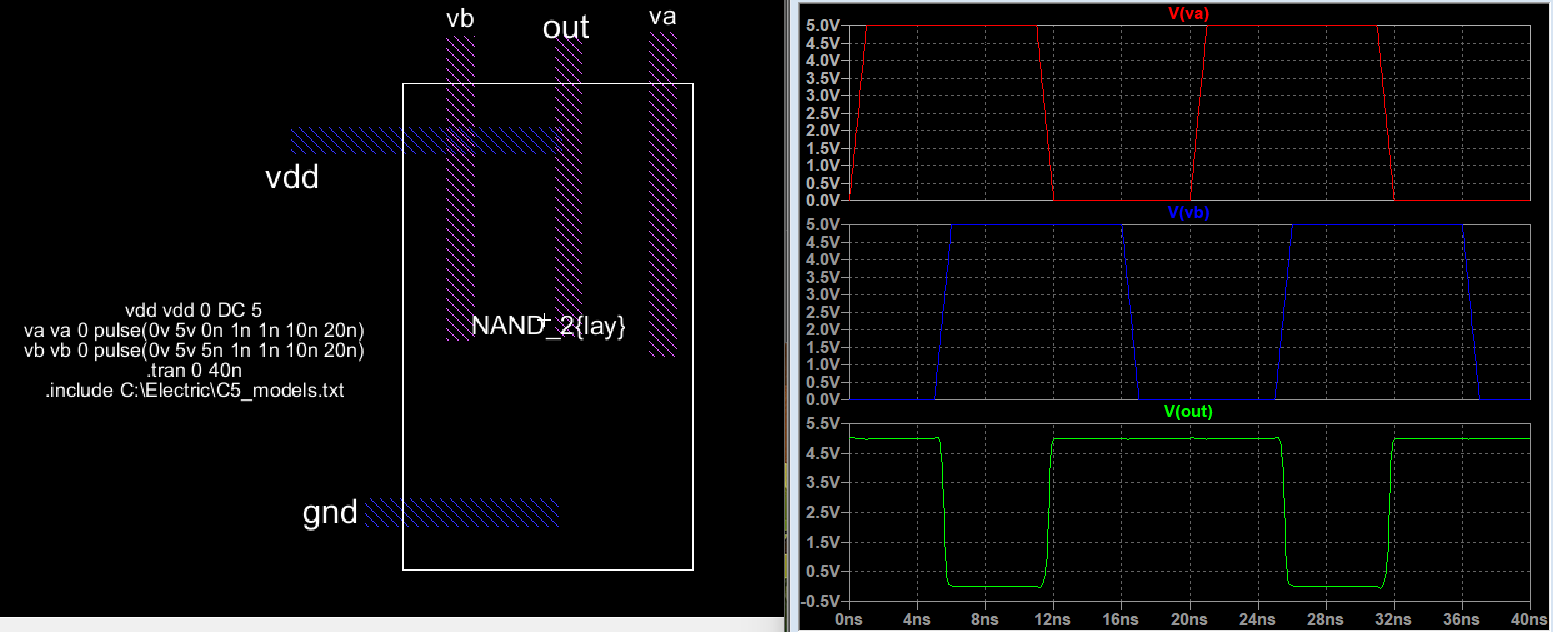 vb
out
va
vdd
NAND_2{lay}
vdd vdd 0 DC 5
va va 0 pulse(0v 5v 0n 1n 1n 10n 20n)
vb vb 0 pulse(0v 5v 5n 1n 1n 10n 20n)
.tran 0 40n
.include C:\Electric\C5_models.txt
gnd
V(va)
5.0V
4.5V
4.0V
3.5V
3.0V
2.5V
2.0V
1.5V
1.0V
0.5V
0.0V
V(vb)
5.0V
4.5V
4.0V
3.5V
3.0V
2.5V
2.0V
1.5V
1.0V
0.5V
0.0V
V(out)
5.5V
4.5V
3.5V
2.5V
1.5V
0.5V
-0.5V
0ns 4ns 8ns 12ns 16ns 20ns 24ns 28ns 32ns 36ns 40ns